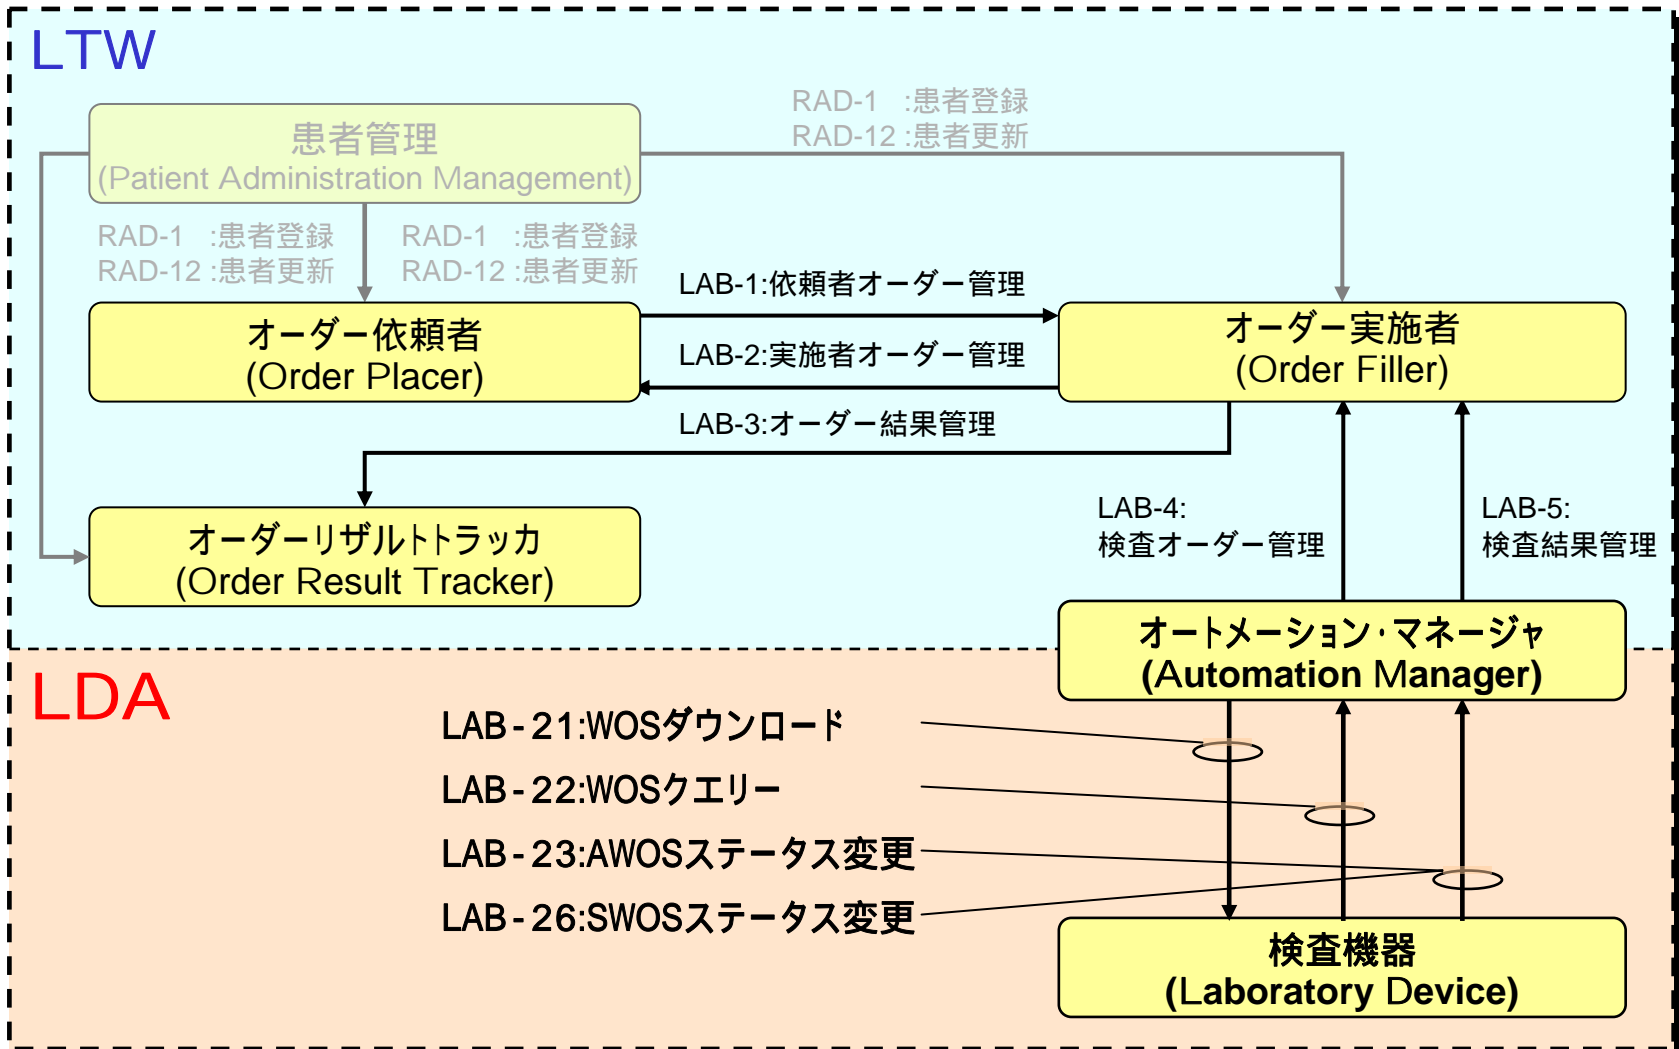 LTW
患者管理
(Patient Administration Management)
RAD-1 :患者登録
RAD-12 :患者更新
RAD-1 :患者登録
RAD-12 :患者更新
RAD-1 :患者登録
RAD-12 :患者更新
LAB-1:依頼者オーダー管理
オーダー依頼者
(Order Placer)
LAB-2:実施者オーダー管理
オーダー実施者
(Order Filler)
LAB-3:オーダー結果管理
オーダーリザルトトラッカ
(Order Result Tracker)
LAB-4:
検査オーダー管理
LAB-5:
検査結果管理
オートメーション・マネージャ
(Automation Manager)
LDA
LAB-21:WOSダウンロード
LAB-22:WOSクエリー
LAB-23:AWOSステータス変更
LAB-26:SWOSステータス変更
検査機器
(Laboratory Device)